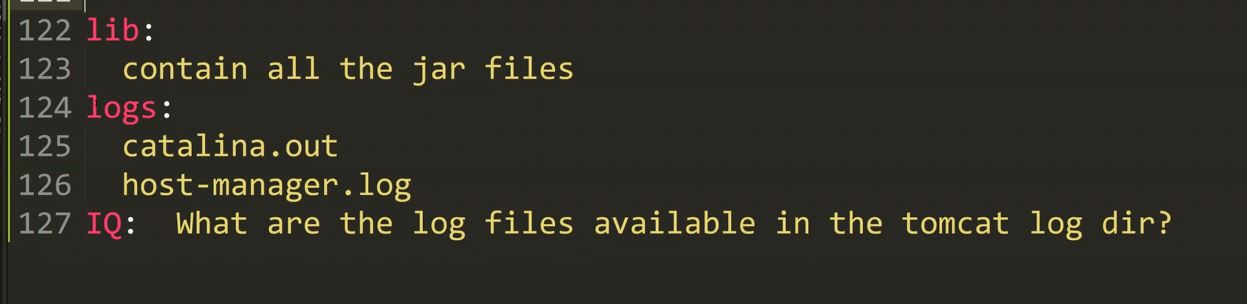 122 lib:
123 contain all the jar files
124 logs:
125 catalina.out
126 host-manager.log
127 IQ: What are the log files available in the tomcat log dir?